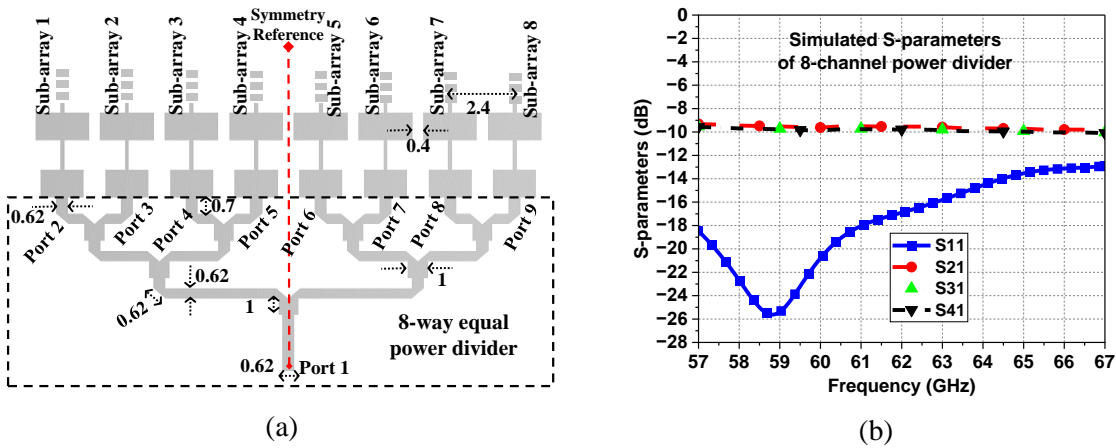 Sub-array 1
Sub-array 2
Sub-array 3
Sub-array 4
Symmetry
Reference
Sub-array 5
Sub-array 6
Sub-array 7
Sub-array 8
2.4
0.4
0.62
Port 2
Port 3
Port 4
0.7
Port 5
Port 6
Port 7
Port 8
Port 9
0.62
0.62
1
1
8-way equal
power divider
0.62
Port 1
(a)
Simulated S-parameters
of 8-channel power divider
S-parameters (dB)
0
−2
−4
−6
−8
−10
−12
−14
−16
−18
−20
−22
−24
−26
−28
S11
S21
S31
S41
57 58 59 60 61 62 63 64 65 66 67
Frequency (GHz)
(b)